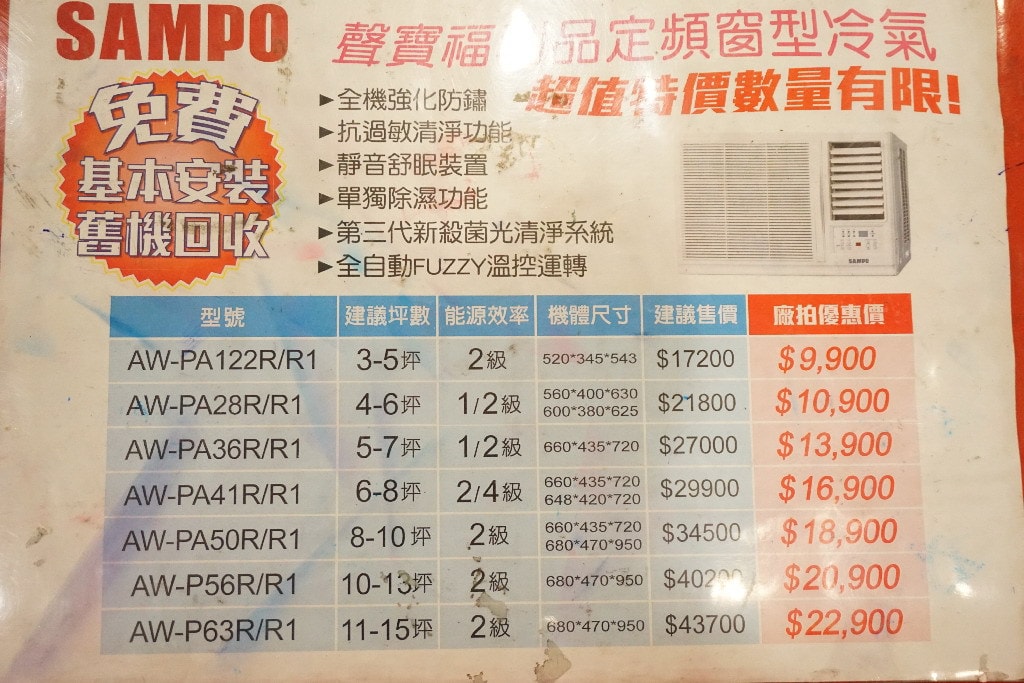 SAMPO
聲寶福 品定頻窗型冷氣
超值特價數量有限!
免費
基本安裝
舊機回收
▶全機強化防鏽
▶抗過敏清淨功能
▶靜音舒眠裝置
▶單獨除濕功能
▶第三代新殺菌光清淨系統
▶全自動FUZZY溫控運轉
SAMPO
型號 建議坪數 能源效率 機體尺寸 建議售價 廠拍優惠價
AW-PA122R/R1 3-5坪 2級 520*345*543 $17200 $9,900
AW-PA28R/R1 4-6坪 1/2級 560*400*630 600*380*625 $21800 $10,900
AW-PA36R/R1 5-7坪 1/2級 660*435*720 $27000 $13,900
AW-PA41R/R1 6-8坪 2/4級 660*435*720 648*420*720 $29900 $16,900
AW-PA50R/R1 8-10坪 2級 660*435*720 680*470*950 $34500 $18,900
AW-P56R/R1 10-13坪 2級 680*470*950 $20,900
AW-P63R/R1 11-15坪 2級 680*470*950 $43700 $22,900